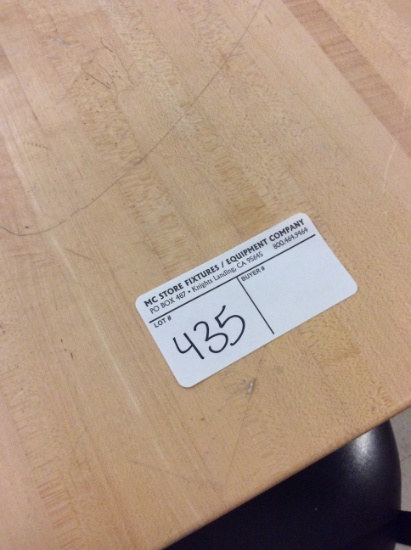 MC STORE FIXTURES / EQUIPMENT COMPANY
PO BOX 487 • Knights Landing, CA 95645 800.464.9464
LOT # BUYER #
435